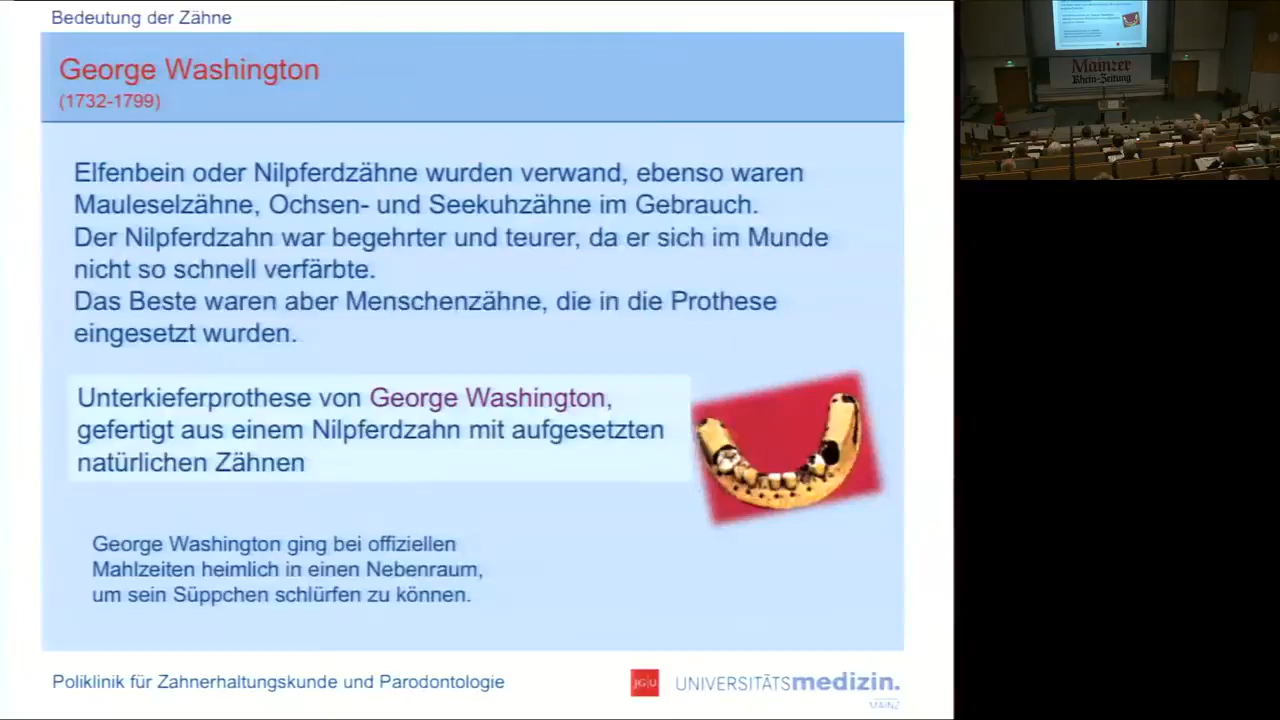 Bedeutung der Zähne
George Washington
(1732-1799)
Elfenbein oder Nilpferdzähne wurden verwand, ebenso waren
Mauleselzähne, Ochsen- und Seekuhzähne im Gebrauch.
Der Nilpferdzahn war begehrter und teurer, da er sich im Munde
nicht so schnell verfärbte.
Das Beste waren aber Menschenzähne, die in die Prothese
eingesetzt wurden.
Unterkieferprothese von George Washington,
gefertigt aus einem Nilpferdzahn mit aufgesetzten
natürlichen Zähnen
George Washington ging bei offiziellen
Mahlzeiten heimlich in einen Nebenraum,
um sein Süppchen schlürfen zu können.
Poliklinik für Zahnerhaltungskunde und Parodontologie
JG|U UNIVERSITÄTSmedizin.
MAINZ
Mainzer
Rhein-Zeitung